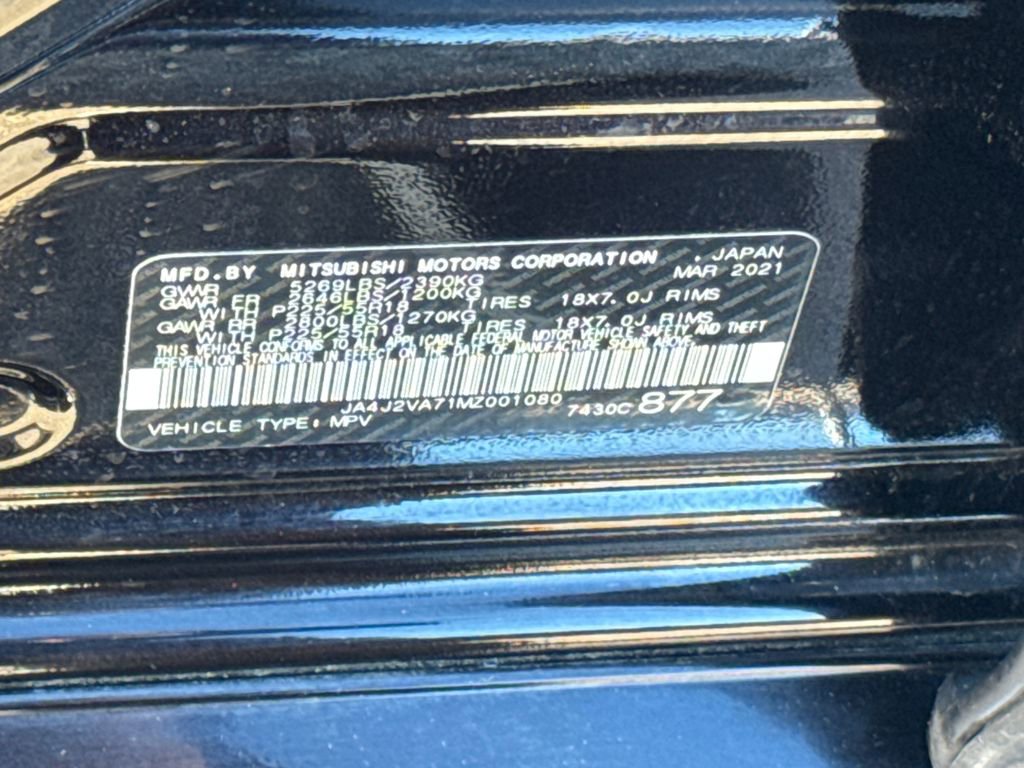 MFD.BY MITSUBISHI MOTORS CORPORATION , JAPAN
MAR 2021
GVWR 5269LBS/2390KG
GAWR FR 2646LBS/1200KG
WITH P225/55R18 TIRES 18X7.0J RIMS
GAWR RR 2800LBS/1270KG
WITH P225/55R18 TIRES 18X7.0J RIMS
THIS VEHICLE CONFORMS TO ALL APPLICABLE FEDERAL MOTOR VEHICLE SAFETY AND THEFT
PREVENTION STANDARDS IN EFFECT ON THE DATE OF MANUFACTURE SHOWN ABOVE.
JA4J2VA71MZ001080 7430C 877
VEHICLE TYPE: MPV